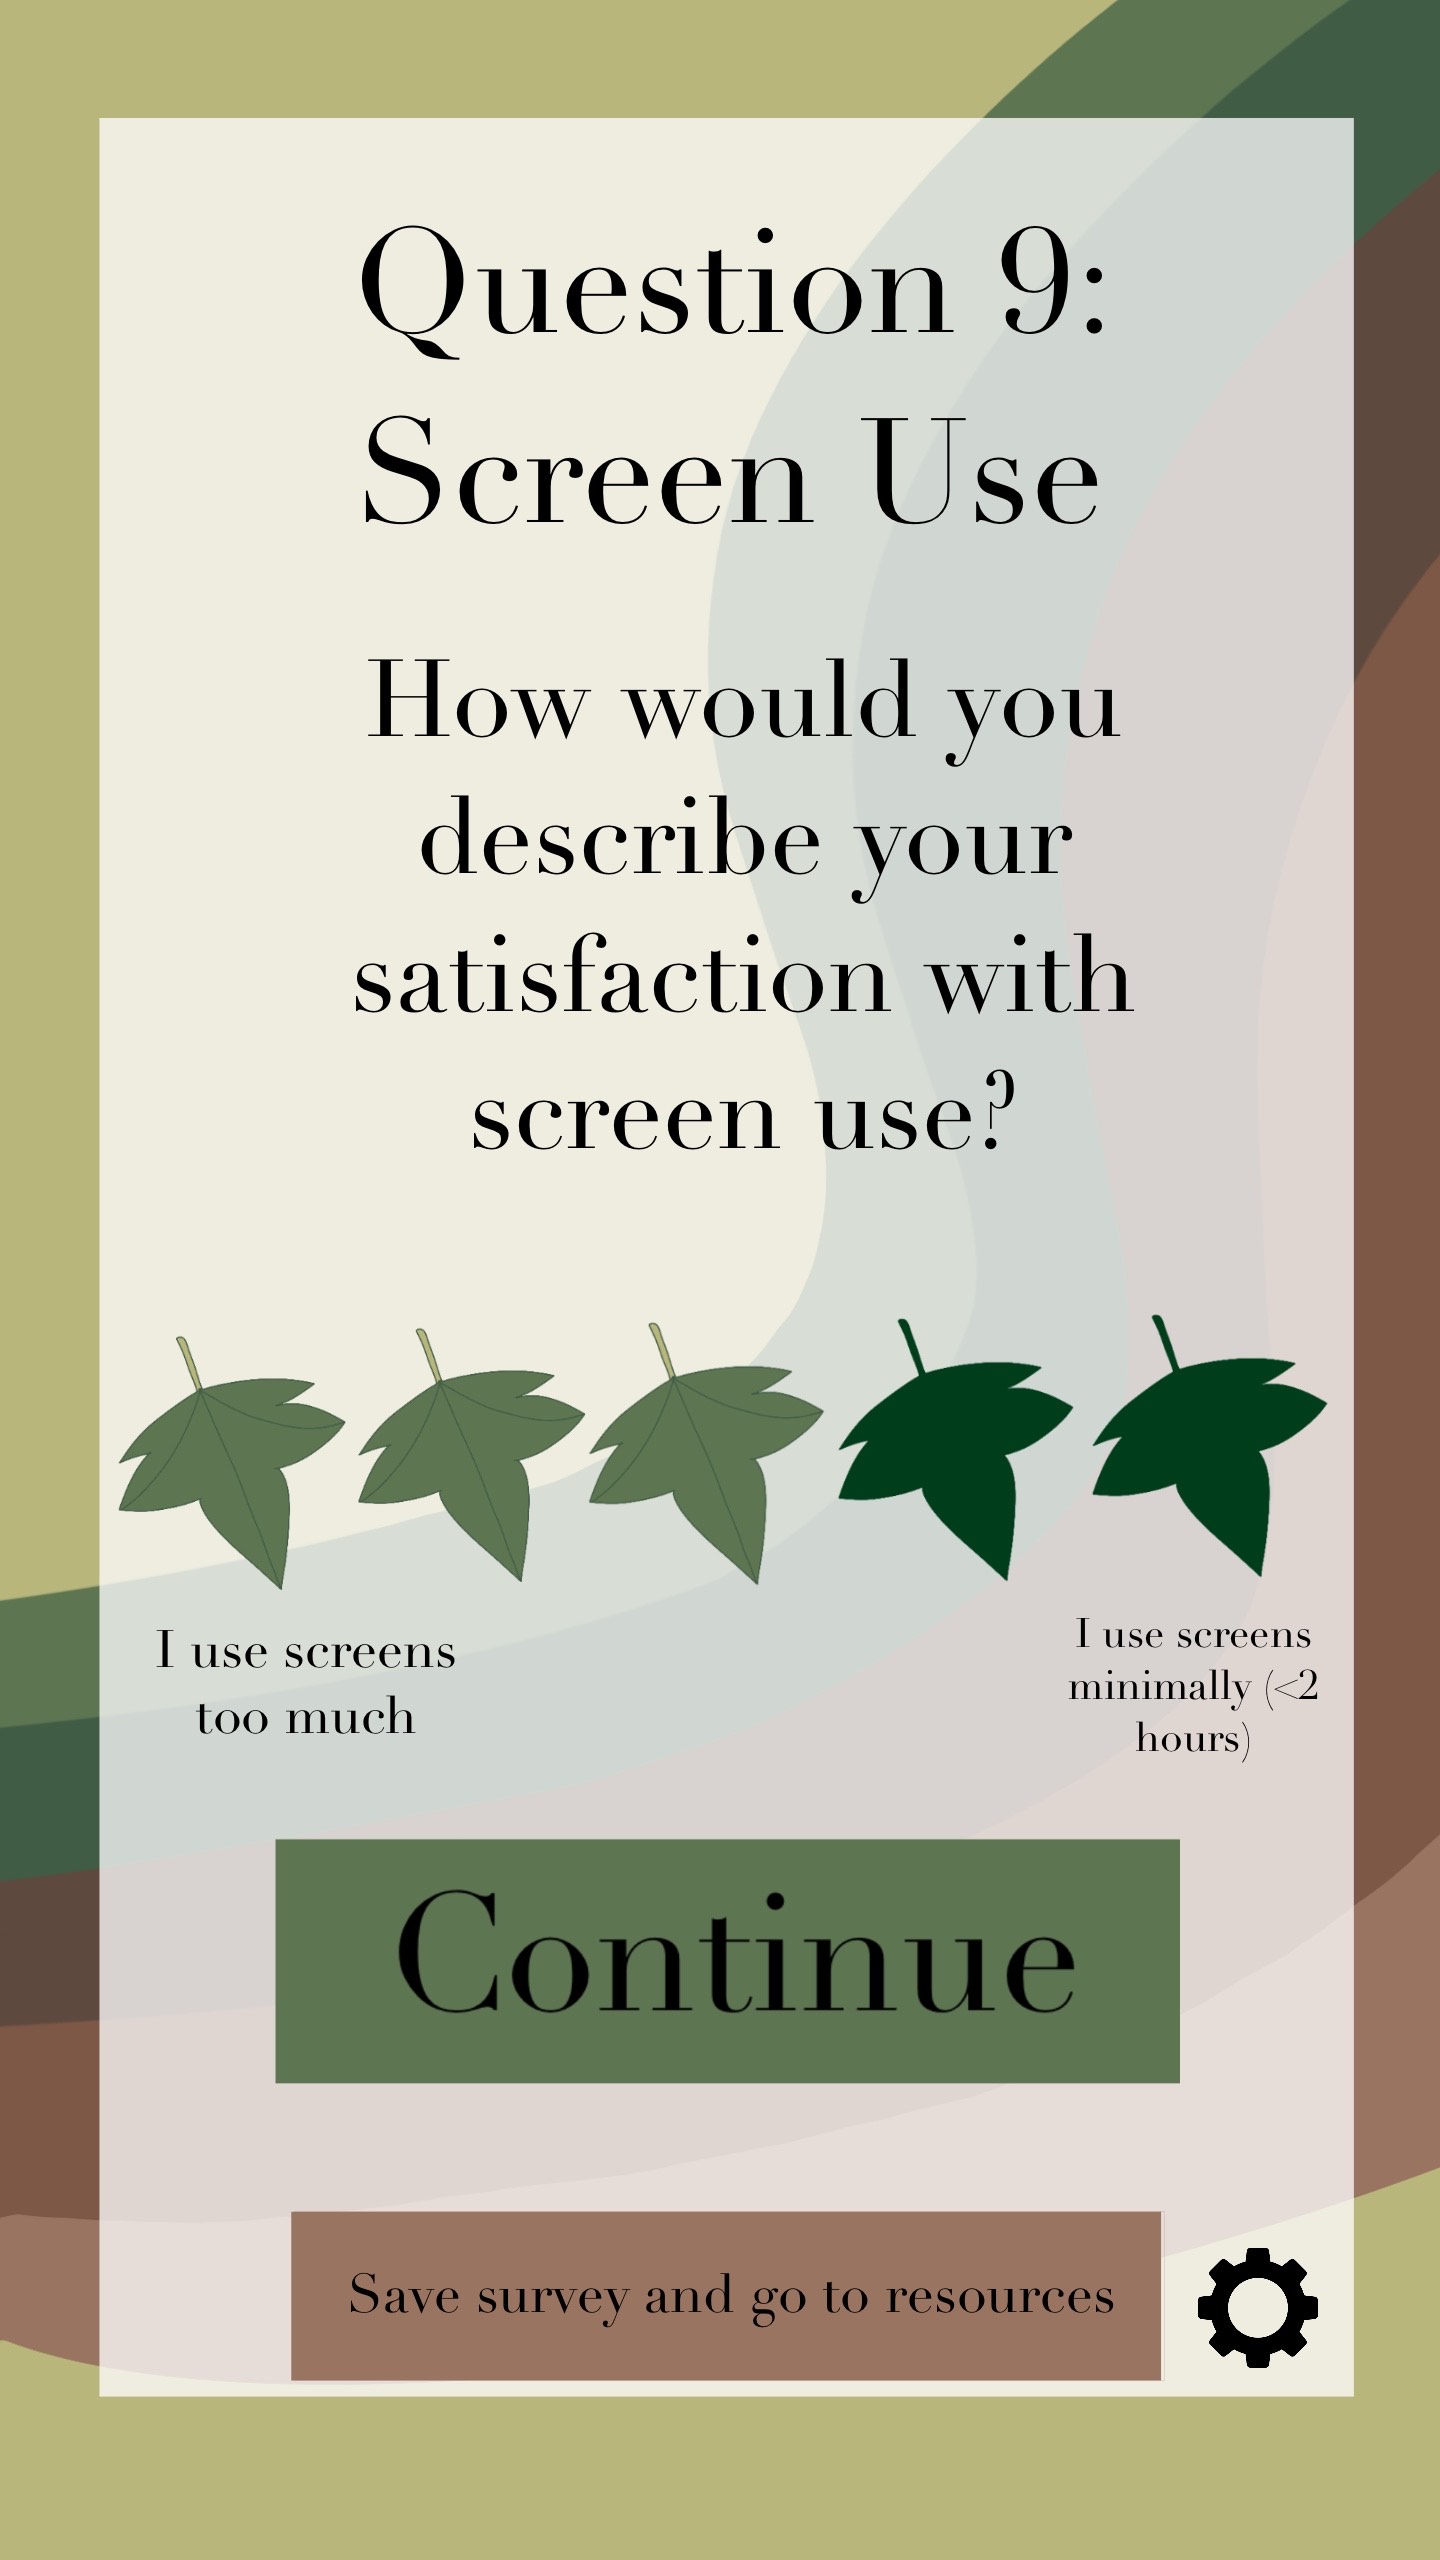 Question 9:
Screen Use
How would you
describe your
satisfaction with
screen use?
I use screens
too much
I use screens
minimally (<2
hours)
Continue
Save survey and go to resources